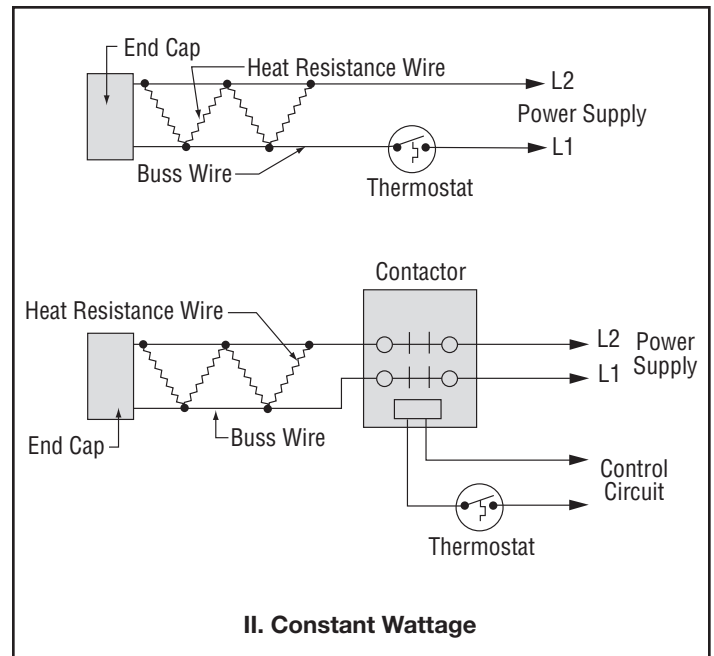 End Cap
Heat Resistance Wire
L2
Power Supply
L1
Buss Wire
Thermostat
Contactor
Heat Resistance Wire
L2
Power
Supply
L1
Buss Wire
End Cap
Control
Circuit
Thermostat
II. Constant Wattage